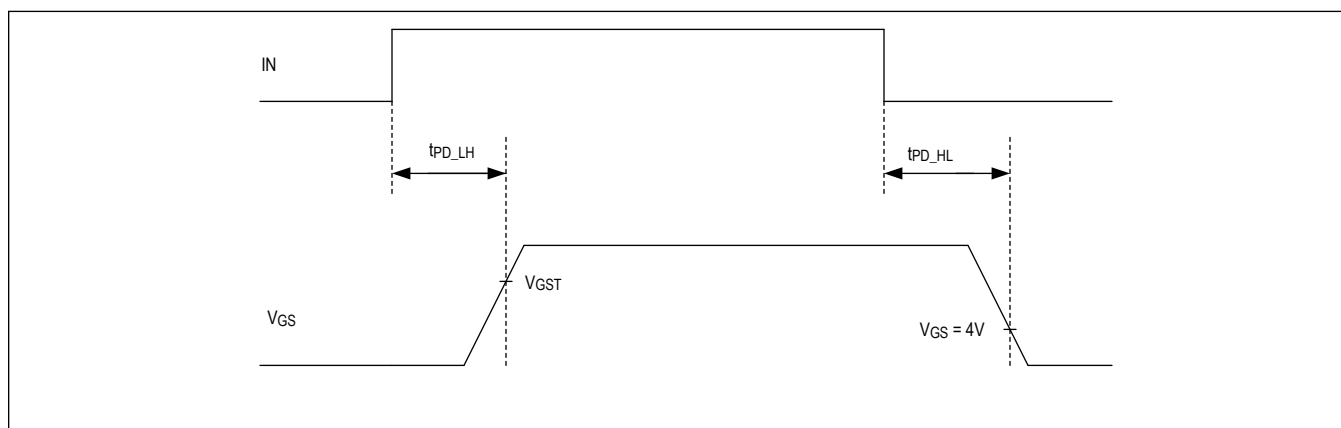 IN
tPD_LH
tPD_HL
VGST
VGS
VGS = 4V